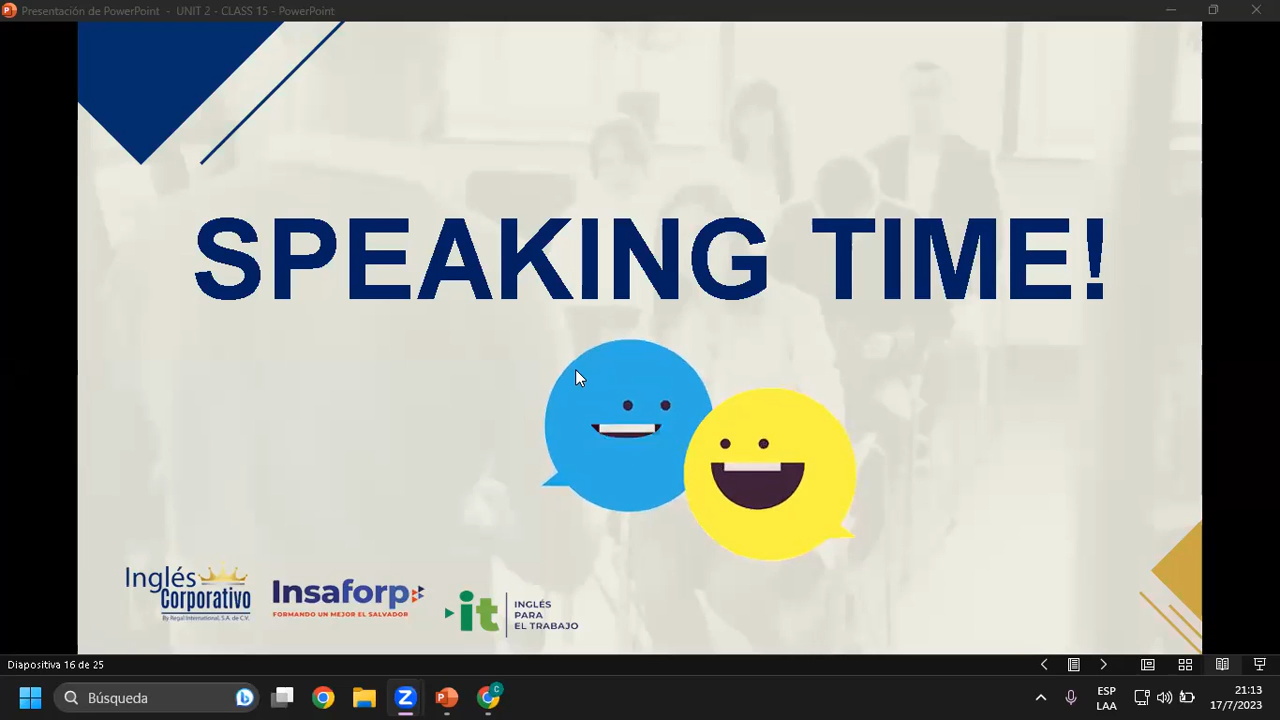 Presentación de PowerPoint - UNIT 2 - CLASS 15 - PowerPoint
SPEAKING TIME!
Inglés
Corporativo
By Regal International, S.A. de C.V.
Insaforp
FORMANDO UN MEJOR EL SALVADOR
it
INGLÉS
PARA
EL TRABAJO
Diapositiva 16 de 25
Búsqueda
ESP
LAA
21:13
17/7/2023